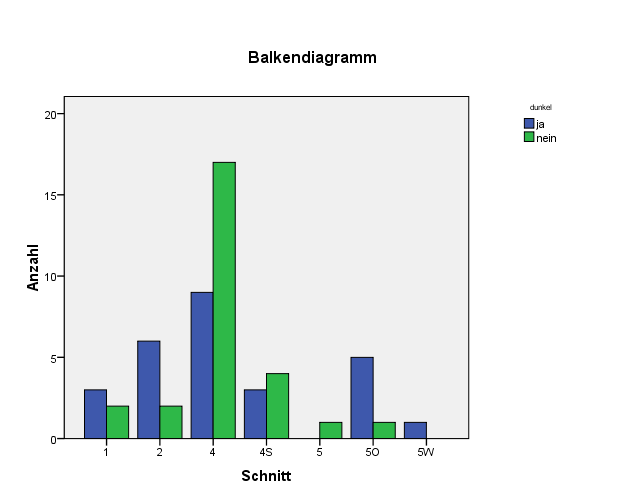 Balkendiagramm
dunkel
ja
nein
20
15
10
5
0
Anzahl
1 2 4 4S 5 5O 5W
Schnitt